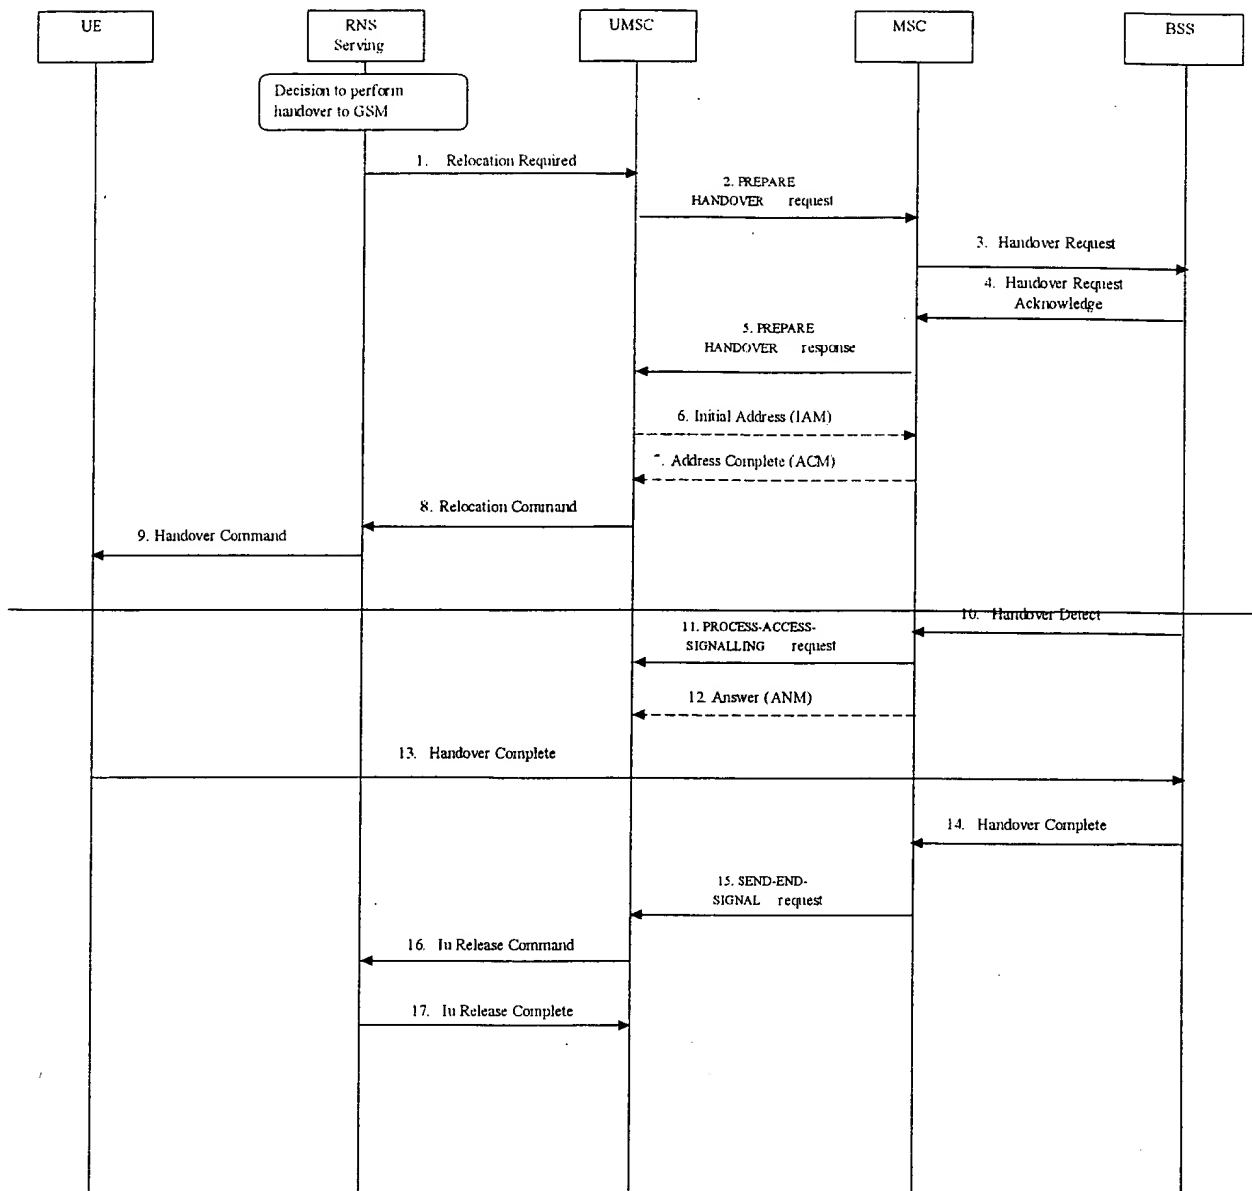 UE
RNS
Serving
UMSC
MSC
BSS
Decision to perform
handover to GSM
1. Relocation Required
2. PREPARE
HANDOVER request
3. Handover Request
4. Handover Request
Acknowledge
5. PREPARE
HANDOVER response
6. Initial Address (IAM)
. Address Complete (ACM)
8. Relocation Command
9. Handover Command
10. Handover Detect
11. PROCESS-ACCESS-
SIGNALLING request
12. Answer (ANM)
13. Handover Complete
14. Handover Complete
15. SEND-END-
SIGNAL request
16. Iu Release Command
17. Iu Release Complete